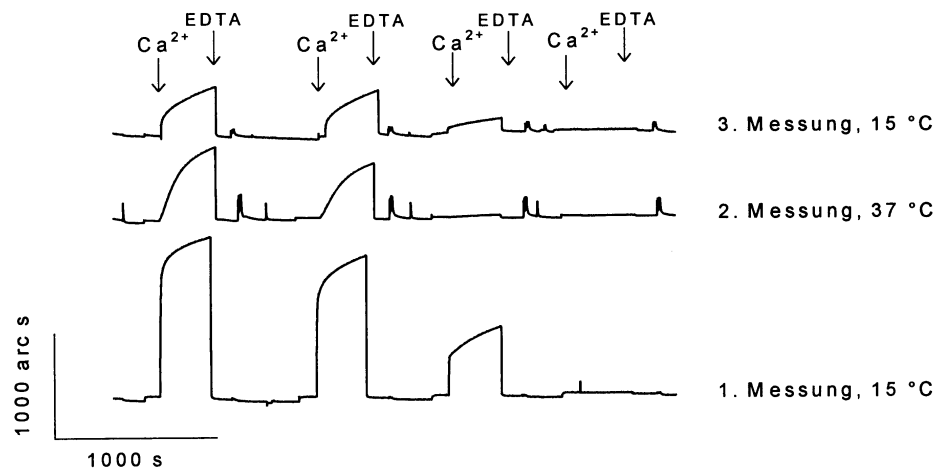 EDTA EDTA EDTA EDTA
Ca²⁺ Ca²⁺ Ca²⁺ Ca²⁺
3. Messung, 15 °C
2. Messung, 37 °C
1. Messung, 15 °C
1000 arc s
1000 s